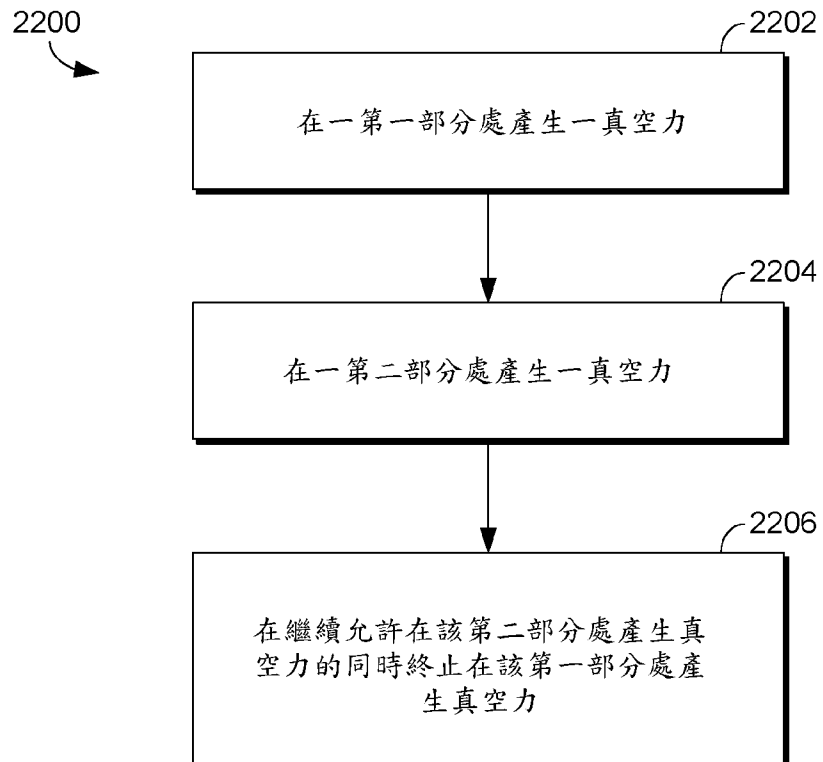 2200
2202
在一第一部分處產生一真空力
2204
在一第二部分處產生一真空力
2206
在繼續允許在該第二部分處產生真
空力的同時終止在該第一部分處產
生真空力